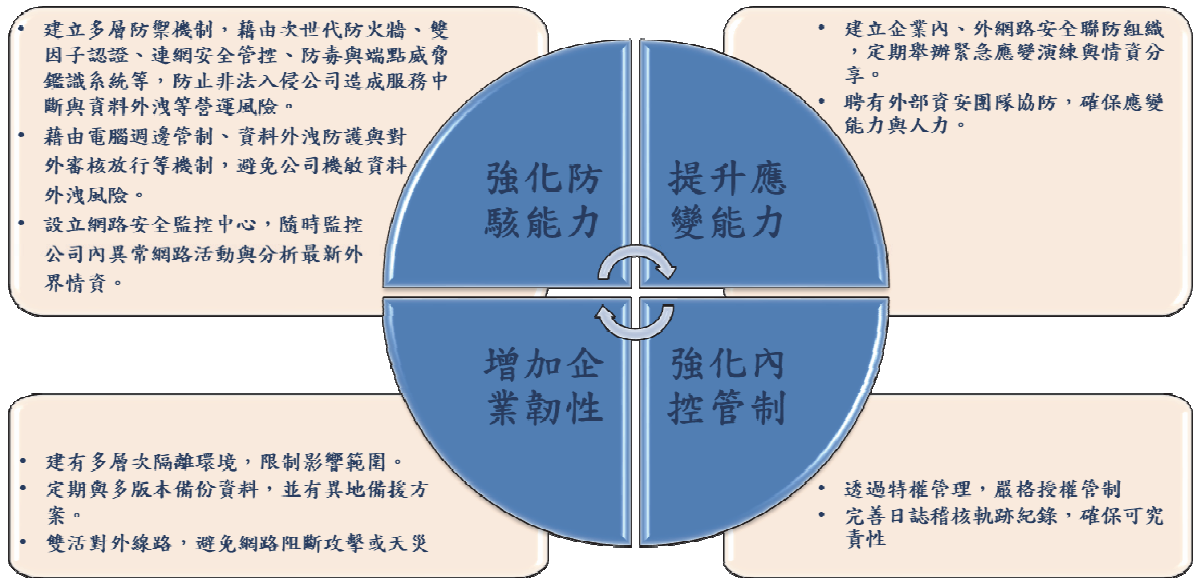 • 建立多層防禦機制，藉由次世代防火牆、雙
因子認證、連網安全管控、防毒與端點威脅
鑑識系統等，防止非法入侵公司造成服務中
斷與資料外洩等營運風險。
• 藉由電腦週邊管制、資料外洩防護與對
外審核放行等機制，避免公司機敏資料
外洩風險。
• 設立網路安全監控中心，隨時監控
公司內異常網路活動與分析最新外
界情資。
• 建立企業內、外網路安全聯防組織
，定期舉辦緊急應變演練與情資分
享。
• 聘有外部資安團隊協防，確保應變
能力與人力。
強化防
駭能力
提升應
變能力
增加企
業韌性
強化內
控管制
• 建有多層次隔離環境，限制影響範圍。
• 定期與多版本備份資料，並有異地備援方
案。
• 雙活對外線路，避免網路阻斷攻擊或天災
• 透過特權管理，嚴格授權管制
• 完善日誌稽核軌跡紀錄，確保可究
責性